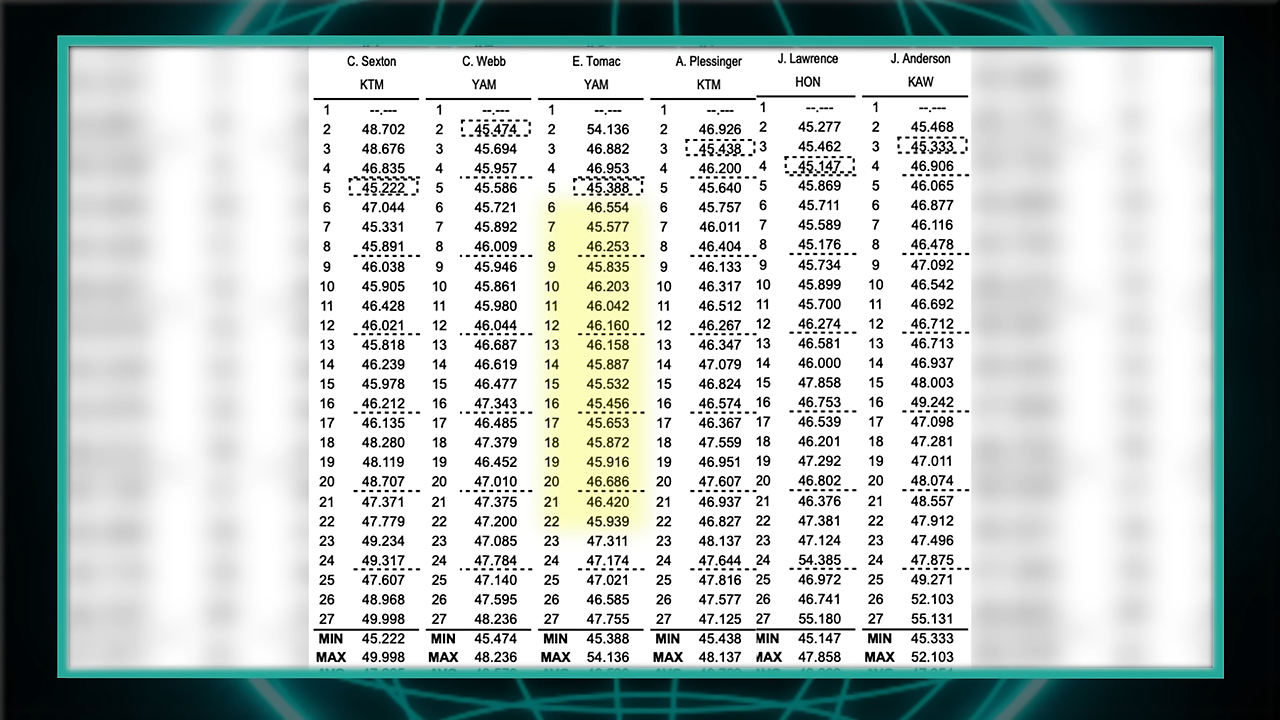 C. Sexton C. Webb E. Tomac A. Plessinger J. Lawrence J. Anderson
KTM YAM YAM KTM HON KAW
1 --.--- 1 --.--- 1 --.--- 1 --.--- 1 --.--- 1 --.---
2 48.702 2 45.474 2 54.136 2 46.926 2 45.277 2 45.468
3 48.676 3 45.694 3 46.882 3 45.438 3 45.462 3 45.333
4 46.835 4 45.957 4 46.953 4 46.200 4 45.147 4 46.906
5 45.222 5 45.586 5 45.388 5 45.640 5 45.869 5 46.065
6 47.044 6 45.721 6 46.554 6 45.757 6 45.711 6 46.877
7 45.331 7 45.892 7 45.577 7 46.011 7 45.589 7 46.116
8 45.891 8 46.009 8 46.253 8 46.404 8 45.176 8 46.478
9 46.038 9 45.946 9 45.835 9 46.133 9 45.734 9 47.092
10 45.905 10 45.861 10 46.203 10 46.317 10 45.899 10 46.542
11 46.428 11 45.980 11 46.042 11 46.512 11 45.700 11 46.692
12 46.021 12 46.044 12 46.160 12 46.267 12 46.274 12 46.712
13 45.818 13 46.687 13 46.158 13 46.347 13 46.581 13 46.713
14 46.239 14 46.619 14 45.887 14 47.079 14 46.000 14 46.937
15 45.978 15 46.477 15 45.532 15 46.824 15 47.858 15 48.003
16 46.212 16 47.343 16 45.456 16 46.574 16 46.753 16 49.242
17 46.135 17 46.485 17 45.653 17 46.367 17 46.539 17 47.098
18 48.280 18 47.379 18 45.872 18 47.559 18 46.201 18 47.281
19 48.119 19 46.452 19 45.916 19 46.951 19 47.292 19 47.011
20 48.707 20 47.010 20 46.686 20 47.607 20 46.802 20 48.074
21 47.371 21 47.375 21 46.420 21 46.937 21 46.376 21 48.557
22 47.779 22 47.200 22 45.939 22 46.827 22 47.381 22 47.912
23 49.234 23 47.085 23 47.311 23 48.137 23 47.124 23 47.496
24 49.317 24 47.784 24 47.174 24 47.644 24 54.385 24 47.875
25 47.607 25 47.140 25 47.021 25 47.816 25 46.972 25 49.271
26 48.968 26 47.595 26 46.585 26 47.577 26 46.741 26 52.103
27 49.998 27 48.236 27 47.755 27 47.125 27 55.180 27 55.131
MIN 45.222 MIN 45.474 MIN 45.388 MIN 45.438 MIN 45.147 MIN 45.333
MAX 49.998 MAX 48.236 MAX 54.136 MAX 48.137 MAX 47.858 MAX 52.103